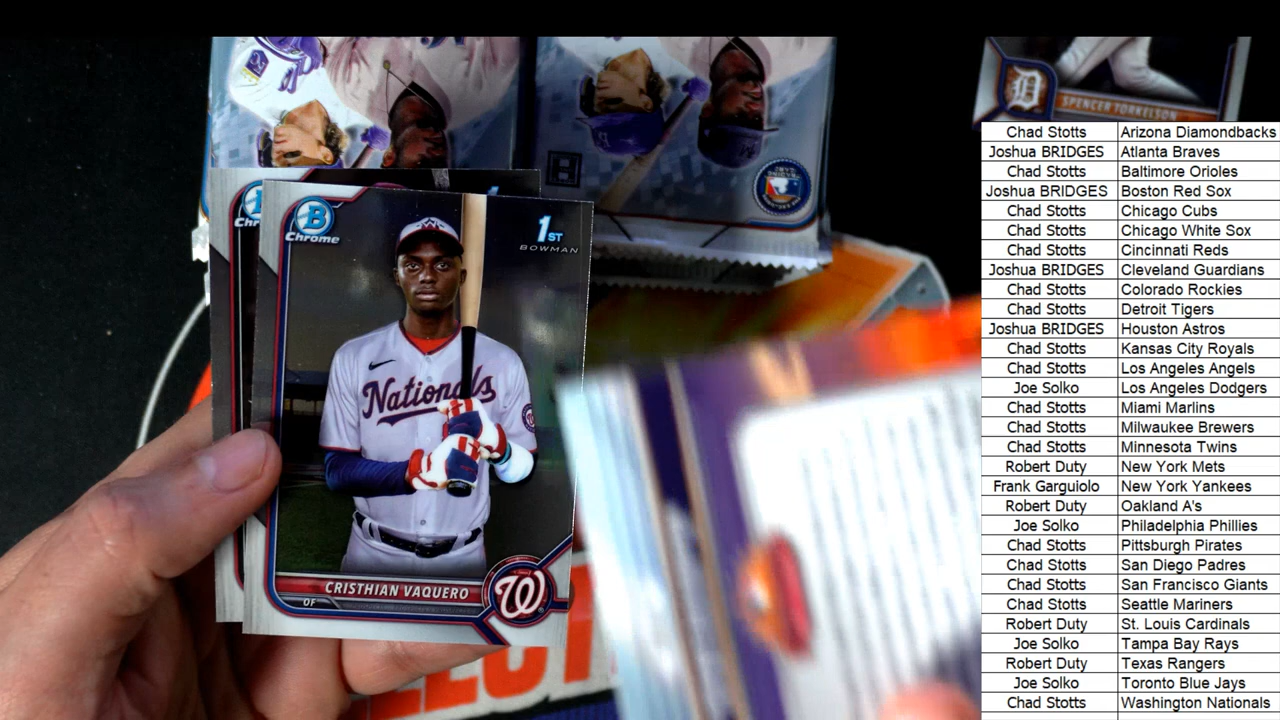 SPENCER TORKELSON
B
Chrome
1ST
BOWMAN
Nationals
CRISTHIAN VAQUERO
OF
W
Chad Stotts Arizona Diamondbacks
Joshua BRIDGES Atlanta Braves
Chad Stotts Baltimore Orioles
Joshua BRIDGES Boston Red Sox
Chad Stotts Chicago Cubs
Chad Stotts Chicago White Sox
Chad Stotts Cincinnati Reds
Joshua BRIDGES Cleveland Guardians
Chad Stotts Colorado Rockies
Chad Stotts Detroit Tigers
Joshua BRIDGES Houston Astros
Chad Stotts Kansas City Royals
Chad Stotts Los Angeles Angels
Joe Solko Los Angeles Dodgers
Chad Stotts Miami Marlins
Chad Stotts Milwaukee Brewers
Chad Stotts Minnesota Twins
Robert Duty New York Mets
Frank Garguiolo New York Yankees
Robert Duty Oakland A's
Joe Solko Philadelphia Phillies
Chad Stotts Pittsburgh Pirates
Chad Stotts San Diego Padres
Chad Stotts San Francisco Giants
Chad Stotts Seattle Mariners
Robert Duty St. Louis Cardinals
Joe Solko Tampa Bay Rays
Robert Duty Texas Rangers
Joe Solko Toronto Blue Jays
Chad Stotts Washington Nationals